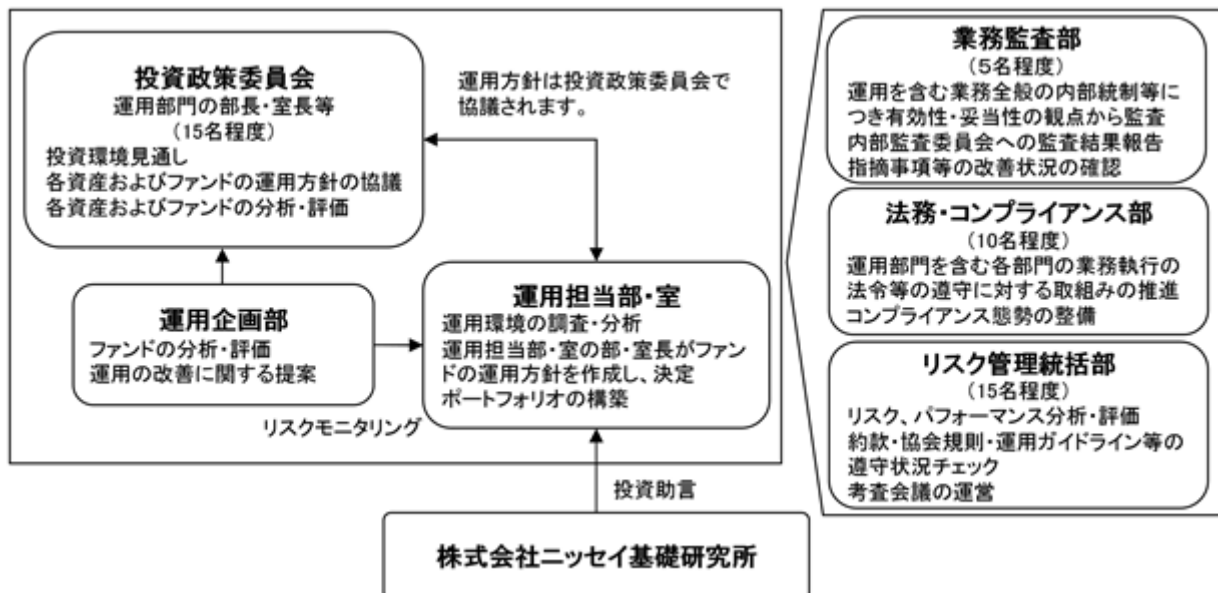 投資政策委員会
運用部門の部長・室長等
(15名程度)
投資環境見通し
各資産およびファンドの運用方針の協議
各資産およびファンドの分析・評価
運用方針は投資政策委員会で
協議されます。
運用企画部
ファンドの分析・評価
運用の改善に関する提案
リスクモニタリング
運用担当部・室
運用環境の調査・分析
運用担当部・室の部・室長がファン
ドの運用方針を作成し、決定
ポートフォリオの構築
投資助言
株式会社ニッセイ基礎研究所
業務監査部
(5名程度)
運用を含む業務全般の内部統制等に
つき有効性・妥当性の観点から監査
内部監査委員会への監査結果報告
指摘事項等の改善状況の確認
法務・コンプライアンス部
(10名程度)
運用部門を含む各部門の業務執行の
法令等の遵守に対する取組みの推進
コンプライアンス態勢の整備
リスク管理統括部
(15名程度)
リスク、パフォーマンス分析・評価
約款・協会規則・運用ガイドライン等の
遵守状況チェック
考査会議の運営